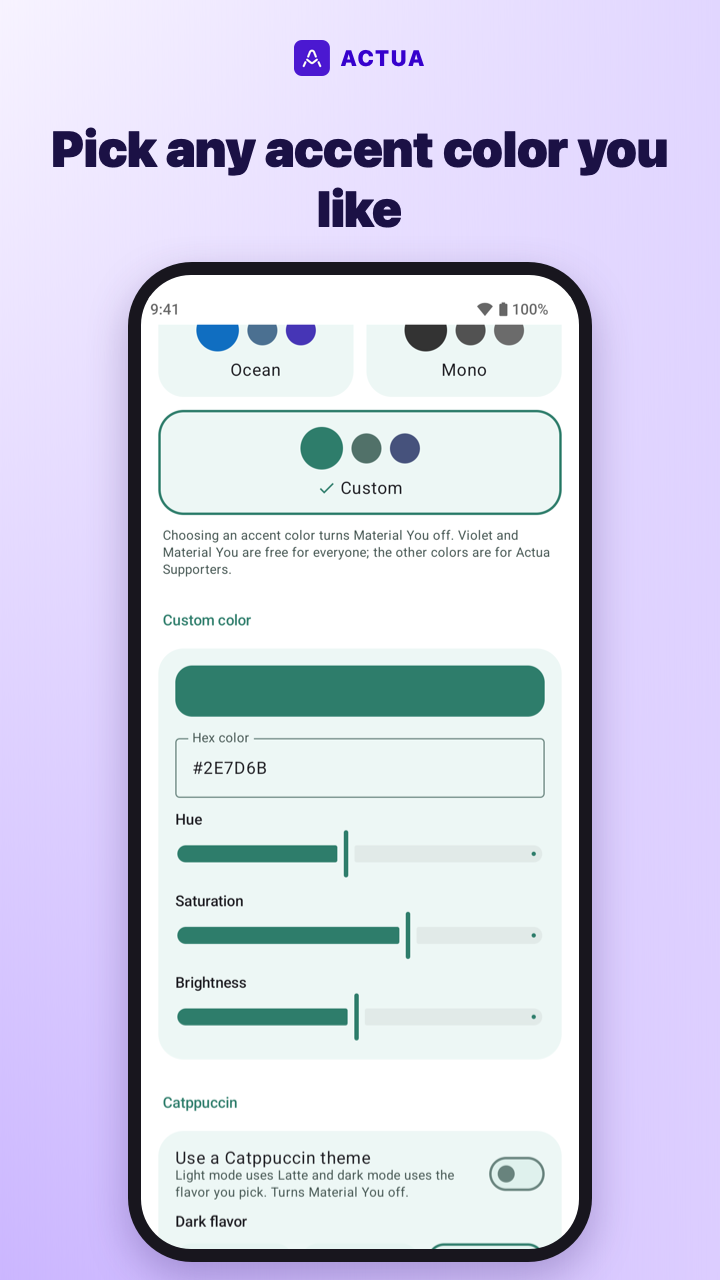 ACTUA
Pick any accent color you
like
9:41
100%
Ocean
Mono
Custom
Choosing an accent color turns Material You off. Violet and
Material You are free for everyone; the other colors are for Actua
Supporters.
Custom color
Hex color
#2E7D6B
Hue
Saturation
Brightness
Catppuccin
Use a Catppuccin theme
Light mode uses Latte and dark mode uses the
flavor you pick. Turns Material You off.
Dark flavor